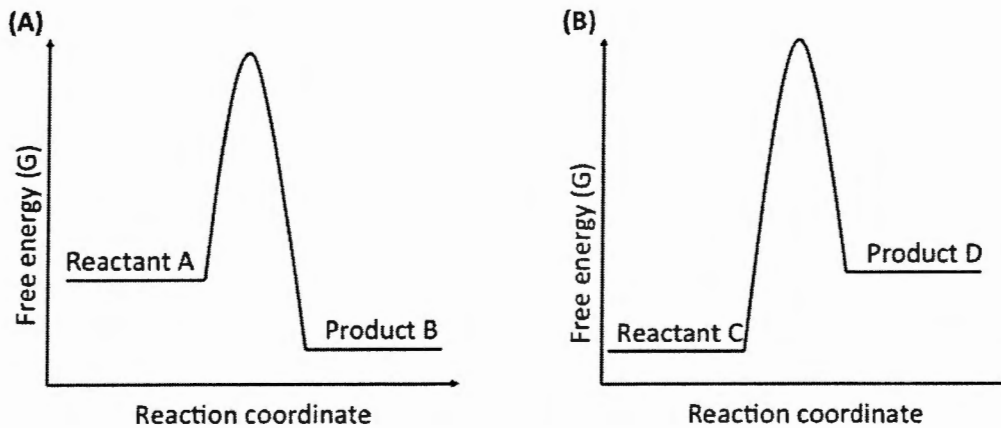 (A)
Free energy (G)
Reactant A
Product B
Reaction coordinate
(B)
Free energy (G)
Product D
Reactant C
Reaction coordinate